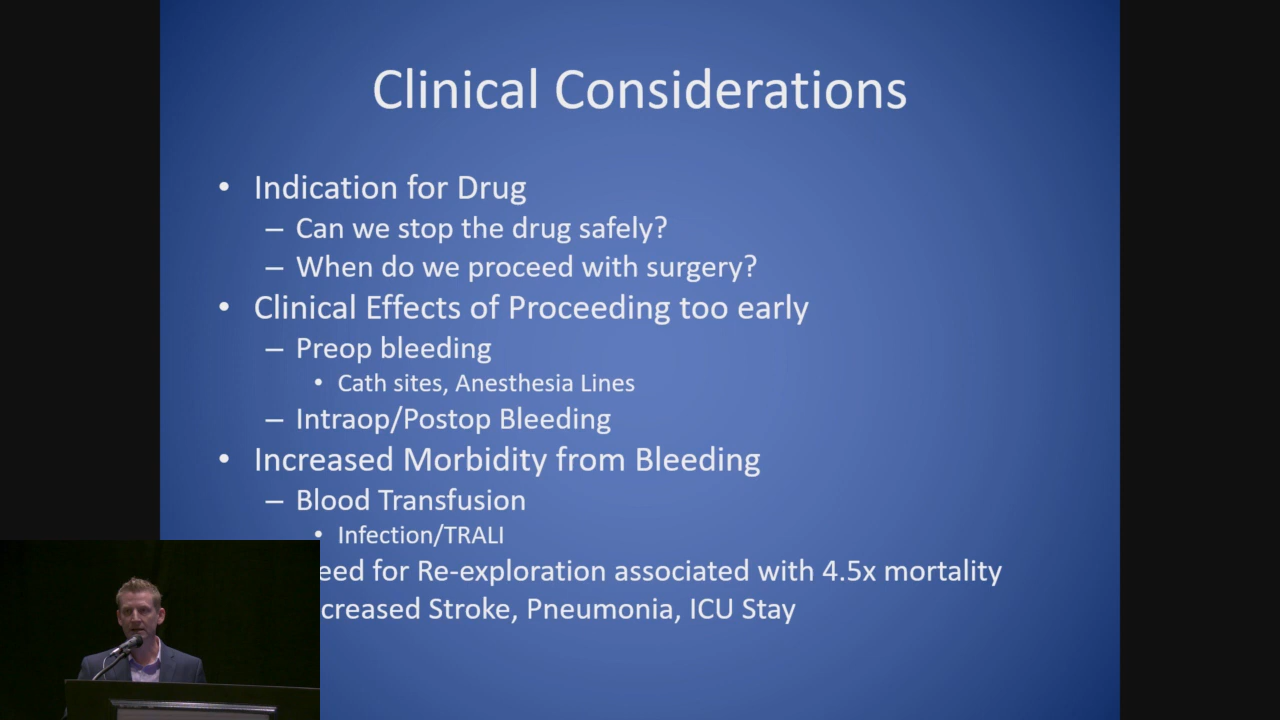 Clinical Considerations
• Indication for Drug
– Can we stop the drug safely?
– When do we proceed with surgery?
• Clinical Effects of Proceeding too early
– Preop bleeding
• Cath sites, Anesthesia Lines
– Intraop/Postop Bleeding
• Increased Morbidity from Bleeding
– Blood Transfusion
• Infection/TRALI
for Re-exploration associated with 4.5x mortality
Stroke, Pneumonia, ICU Stay